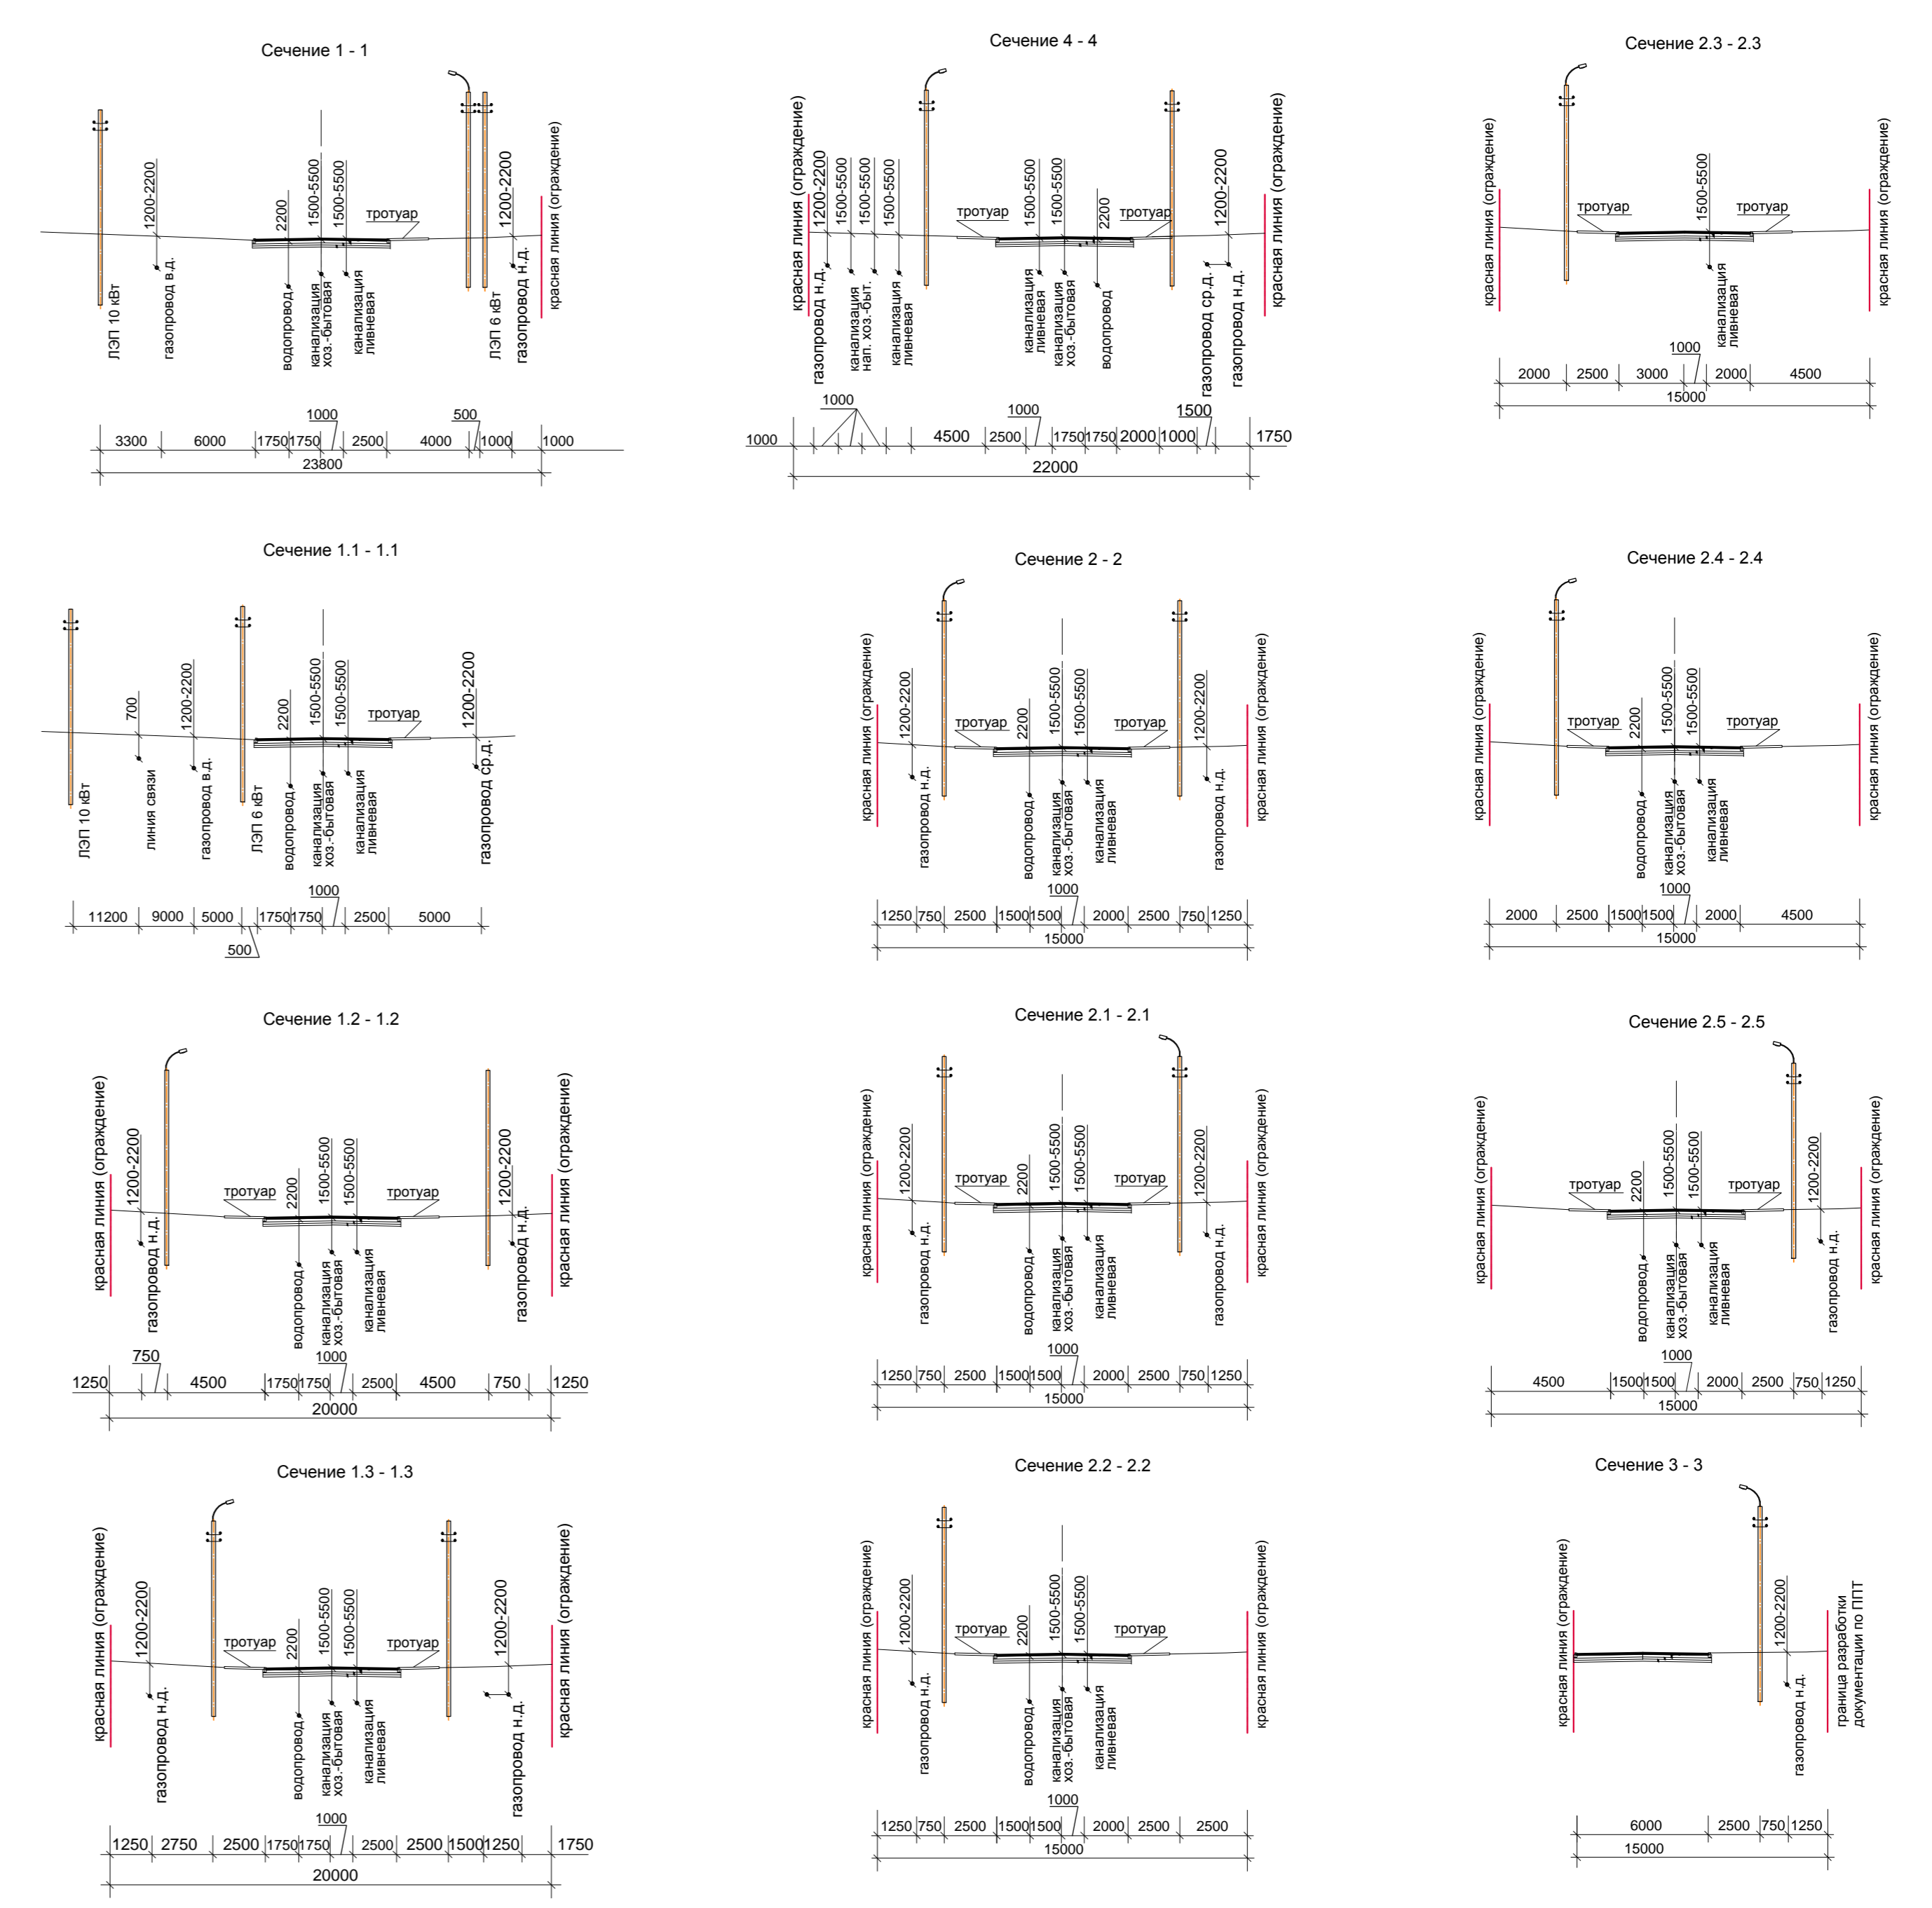 Сечение 1 - 1
1200-2200
2200
1500-5500
1500-5500
тротуар
1200-2200
красная линия (ограждение)
ЛЭП 10 кВт
газопровод в.д.
водопровод
канализация
хоз.-бытовая
канализация
ливневая
ЛЭП 6 кВт
газопровод н.д.
1000
500
3300 6000 1750 1750 2500 4000 1000 1000
23800
Сечение 4 - 4
красная линия (ограждение)
1200-2200
1500-5500
1500-5500
1500-5500
тротуар
1500-5500
1500-5500
2200
тротуар
1200-2200
красная линия (ограждение)
газопровод н.д.
канализация
нап. хоз.-быт.
канализация
ливневая
канализация
ливневая
канализация
хоз.-бытовая
водопровод
газопровод ср.д.
газопровод н.д.
1000
1000
1500
1000 4500 2500 1750 1750 2000 1000 1750
22000
Сечение 2.3 - 2.3
красная линия (ограждение)
тротуар
1500-5500
тротуар
красная линия (ограждение)
канализация
ливневая
1000
2000 2500 3000 2000 4500
15000
Сечение 1.1 - 1.1
700
1200-2200
2200
1500-5500
1500-5500
тротуар
1200-2200
ЛЭП 10 кВт
линия связи
газопровод в.д.
ЛЭП 6 кВт
водопровод
канализация
хоз.-бытовая
канализация
ливневая
газопровод ср.д.
1000
11200 9000 5000 1750 1750 2500 5000
500
Сечение 2 - 2
красная линия (ограждение)
1200-2200
тротуар
2200
1500-5500
1500-5500
тротуар
1200-2200
красная линия (ограждение)
газопровод н.д.
водопровод
канализация
хоз.-бытовая
канализация
ливневая
газопровод н.д.
1000
1250 750 2500 1500 1500 2000 2500 750 1250
15000
Сечение 2.4 - 2.4
красная линия (ограждение)
тротуар
2200
1500-5500
1500-5500
тротуар
красная линия (ограждение)
водопровод
канализация
хоз.-бытовая
канализация
ливневая
1000
2000 2500 1500 1500 2000 4500
15000
Сечение 1.2 - 1.2
красная линия (ограждение)
1200-2200
тротуар
2200
1500-5500
1500-5500
тротуар
1200-2200
красная линия (ограждение)
газопровод н.д.
водопровод
канализация
хоз.-бытовая
канализация
ливневая
газопровод н.д.
750
1000
1250 4500 1750 1750 2500 4500 750 1250
20000
Сечение 2.1 - 2.1
красная линия (ограждение)
1200-2200
тротуар
2200
1500-5500
1500-5500
тротуар
1200-2200
красная линия (ограждение)
газопровод н.д.
водопровод
канализация
хоз.-бытовая
канализация
ливневая
газопровод н.д.
1000
1250 750 2500 1500 1500 2000 2500 750 1250
15000
Сечение 2.5 - 2.5
красная линия (ограждение)
тротуар
2200
1500-5500
1500-5500
тротуар
1200-2200
красная линия (ограждение)
водопровод
канализация
хоз.-бытовая
канализация
ливневая
газопровод н.д.
1000
4500 1500 1500 2000 2500 750 1250
15000
Сечение 1.3 - 1.3
красная линия (ограждение)
1200-2200
тротуар
2200
1500-5500
1500-5500
тротуар
1200-2200
красная линия (ограждение)
газопровод н.д.
водопровод
канализация
хоз.-бытовая
канализация
ливневая
газопровод н.д.
1000
1250 2750 2500 1750 1750 2500 2500 1500 1250 1750
20000
Сечение 2.2 - 2.2
красная линия (ограждение)
1200-2200
тротуар
2200
1500-5500
1500-5500
тротуар
красная линия (ограждение)
газопровод н.д.
водопровод
канализация
хоз.-бытовая
канализация
ливневая
1000
1250 750 2500 1500 1500 2000 2500 2500
15000
Сечение 3 - 3
красная линия (ограждение)
1200-2200
граница разработки
документации по ППТ
газопровод н.д.
6000 2500 750 1250
15000